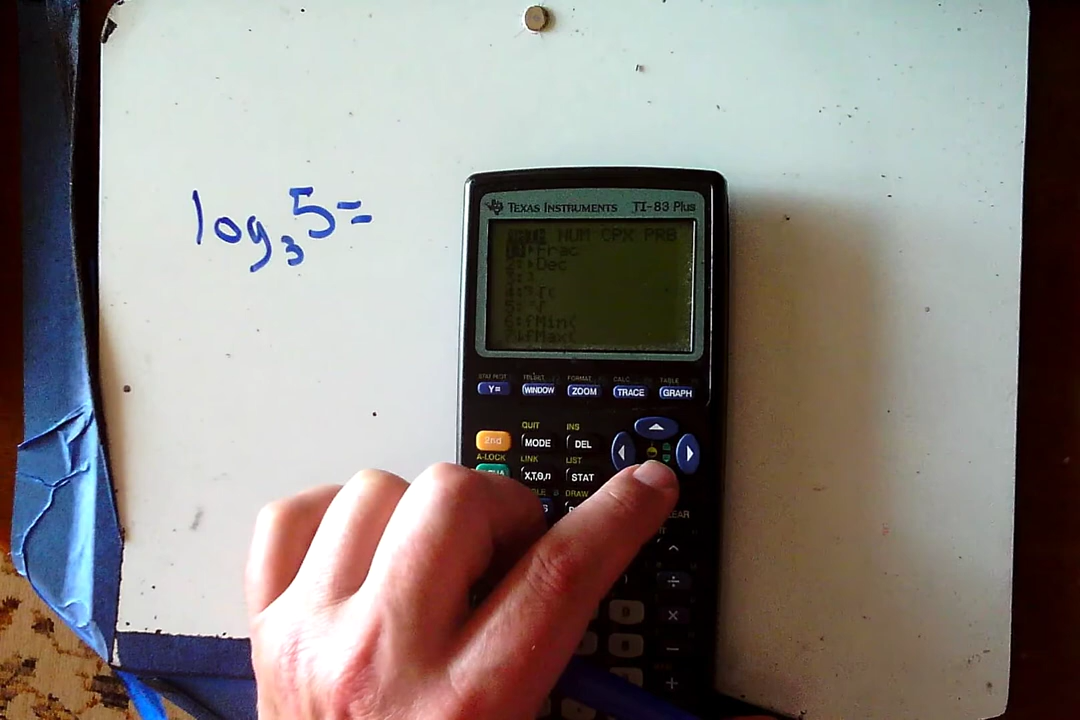 log₃5=
TEXAS INSTRUMENTS TI-83 Plus
NUM CPX PRB
1:▸Frac
2:▸Dec
3:³
4:³√(
5:ˣ√
6:fMin(
7↓fMax(
STAT PLOT TBLSET FORMAT CALC TABLE
Y= WINDOW ZOOM TRACE GRAPH
QUIT INS
2nd MODE DEL
A-LOCK LINK LIST
X,T,θ,n STAT
DRAW
^
÷
×
−
+